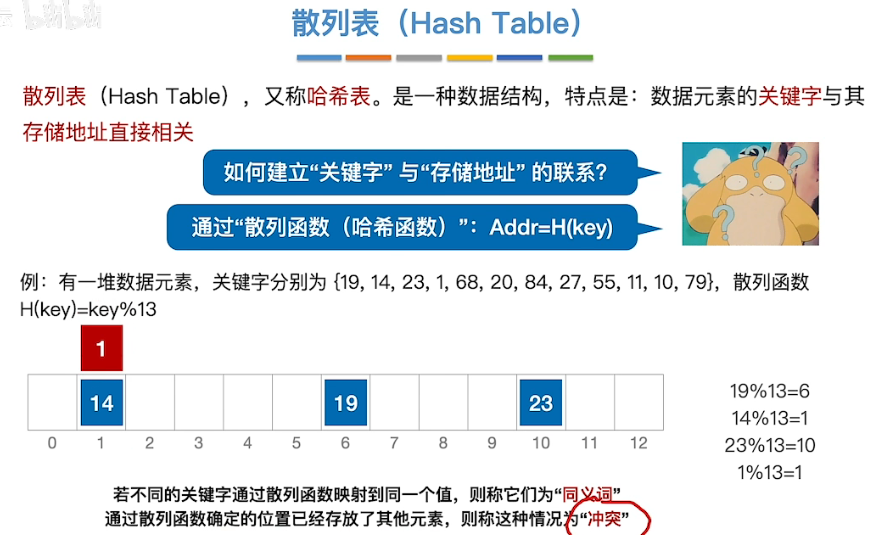 散列表（Hash Table）
散列表（Hash Table），又称哈希表。是一种数据结构，特点是：数据元素的关键字与其
存储地址直接相关
如何建立“关键字” 与“存储地址” 的联系？
通过“散列函数（哈希函数）”：Addr=H(key)
例：有一堆数据元素，关键字分别为 {19, 14, 23, 1, 68, 20, 84, 27, 55, 11, 10, 79}，散列函数
H(key)=key%13
1
14 19 23
0 1 2 3 4 5 6 7 8 9 10 11 12
19%13=6
14%13=1
23%13=10
1%13=1
若不同的关键字通过散列函数映射到同一个值，则称它们为“同义词”
通过散列函数确定的位置已经存放了其他元素，则称这种情况为“冲突”